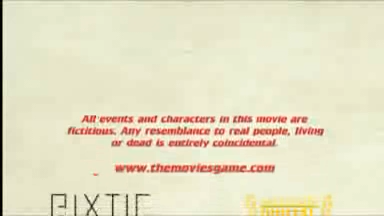 All events and characters in this movie are
fictitious. Any resemblance to real people, living
or dead is entirely coincidental.
www.themoviesgame.com